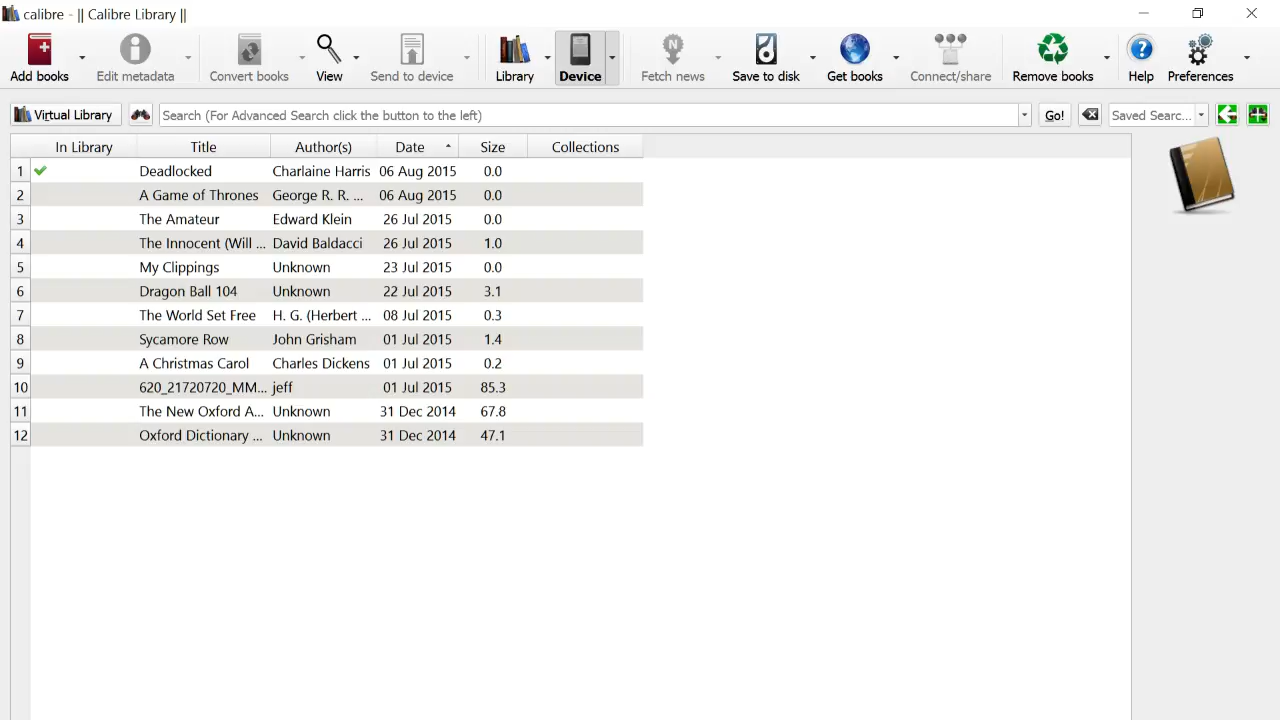 calibre - || Calibre Library ||
Add books Edit metadata Convert books View Send to device Library Device Fetch news Save to disk Get books Connect/share Remove books Help Preferences
Virtual Library Search (For Advanced Search click the button to the left) Go! Saved Searc...
In Library Title Author(s) Date Size Collections
1 Deadlocked Charlaine Harris 06 Aug 2015 0.0
2 A Game of Thrones George R. R. ... 06 Aug 2015 0.0
3 The Amateur Edward Klein 26 Jul 2015 0.0
4 The Innocent (Will ... David Baldacci 26 Jul 2015 1.0
5 My Clippings Unknown 23 Jul 2015 0.0
6 Dragon Ball 104 Unknown 22 Jul 2015 3.1
7 The World Set Free H. G. (Herbert ... 08 Jul 2015 0.3
8 Sycamore Row John Grisham 01 Jul 2015 1.4
9 A Christmas Carol Charles Dickens 01 Jul 2015 0.2
10 620_21720720_MM... jeff 01 Jul 2015 85.3
11 The New Oxford A... Unknown 31 Dec 2014 67.8
12 Oxford Dictionary ... Unknown 31 Dec 2014 47.1